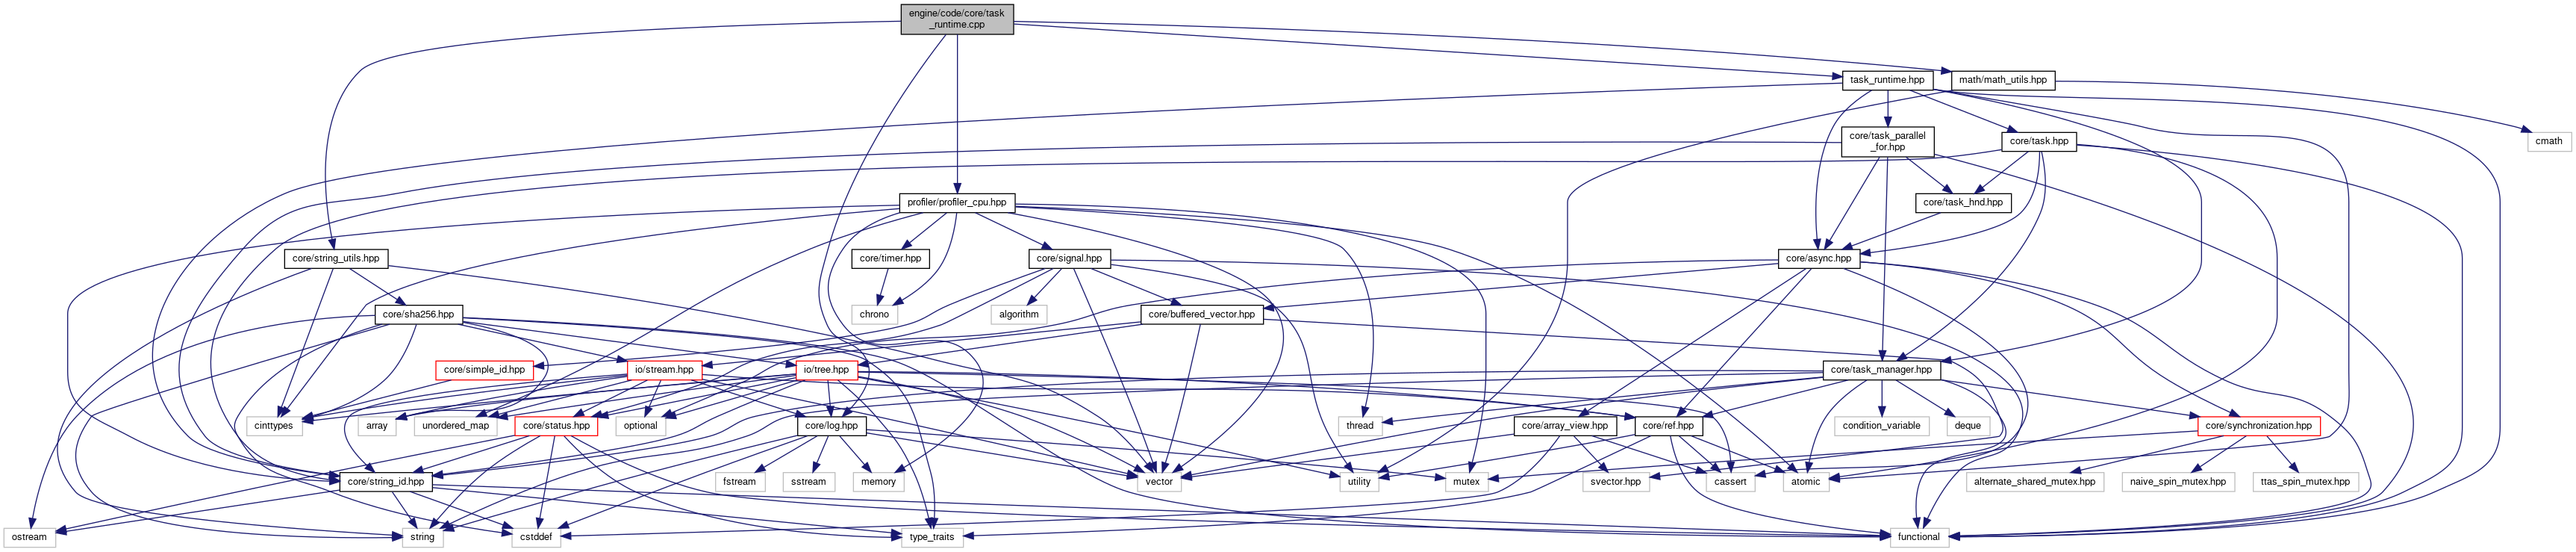 engine/code/core/task
_runtime.cpp
task_runtime.hpp
math/math_utils.hpp
core/task_parallel
_for.hpp
core/task.hpp
cmath
profiler/profiler_cpu.hpp
core/task_hnd.hpp
core/string_utils.hpp
core/timer.hpp
core/signal.hpp
core/async.hpp
core/sha256.hpp
chrono
algorithm
core/buffered_vector.hpp
core/simple_id.hpp
io/stream.hpp
io/tree.hpp
core/task_manager.hpp
cinttypes
array
unordered_map
core/status.hpp
optional
core/log.hpp
thread
core/array_view.hpp
core/ref.hpp
condition_variable
deque
core/synchronization.hpp
core/string_id.hpp
fstream
sstream
memory
vector
utility
mutex
svector.hpp
cassert
atomic
alternate_shared_mutex.hpp
naive_spin_mutex.hpp
ttas_spin_mutex.hpp
ostream
string
cstddef
type_traits
functional